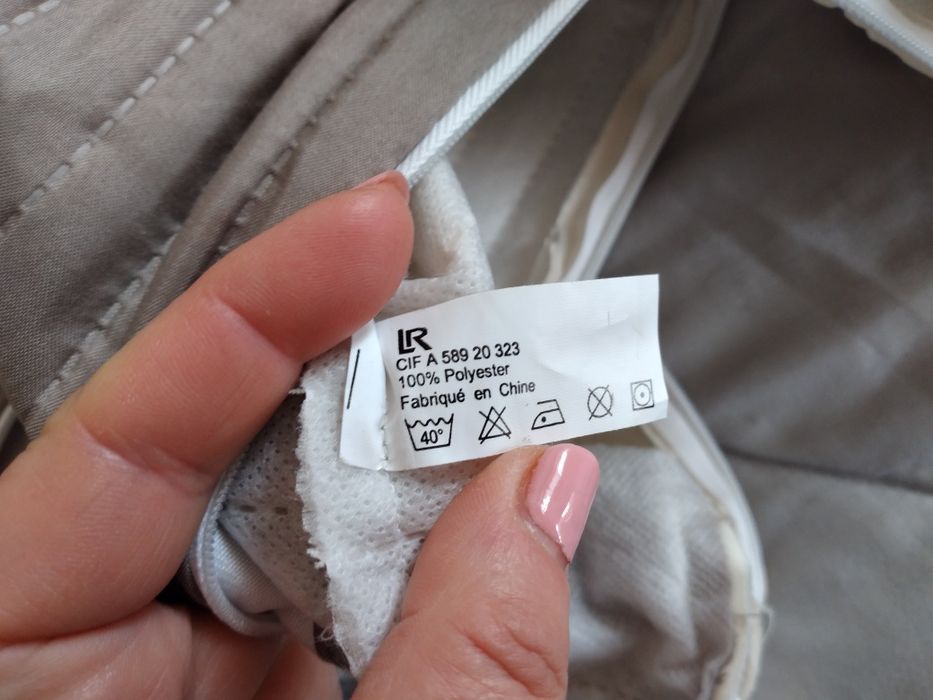 LR
CIF A 589 20 323
100% Polyester
Fabriqué en Chine
40°